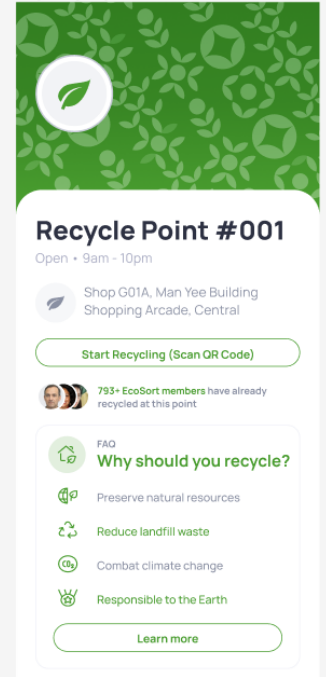 Recycle Point #001
Open • 9am - 10pm
Shop G01A, Man Yee Building
Shopping Arcade, Central
Start Recycling (Scan QR Code)
793+ EcoSort members have already
recycled at this point
FAQ
Why should you recycle?
Preserve natural resources
Reduce landfill waste
CO₂
Combat climate change
Responsible to the Earth
Learn more